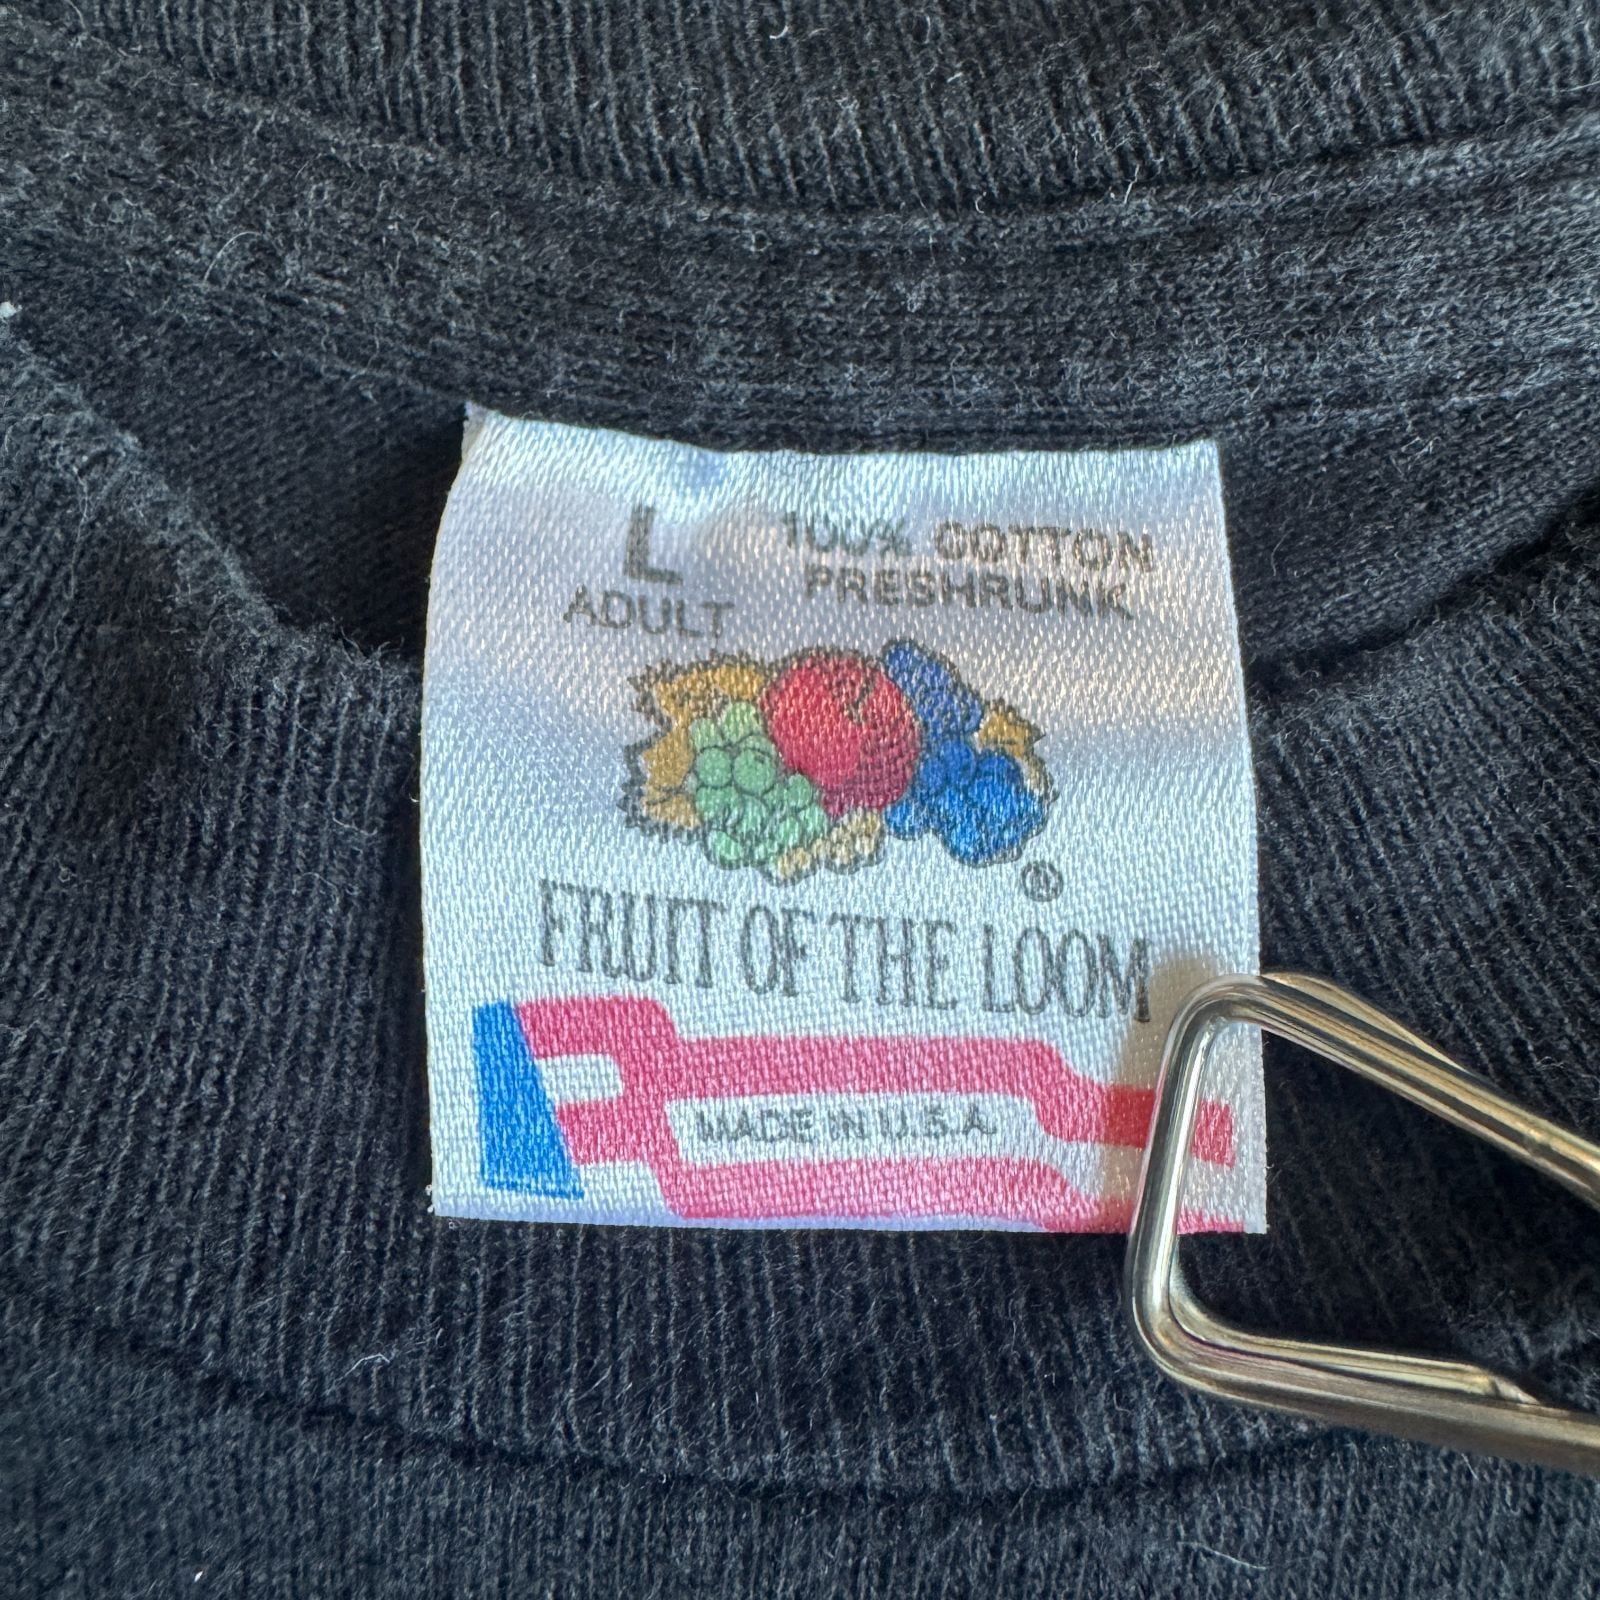 L
ADULT
100% COTTON
PRESHRUNK
®
FRUIT OF THE LOOM
MADE IN U.S.A.